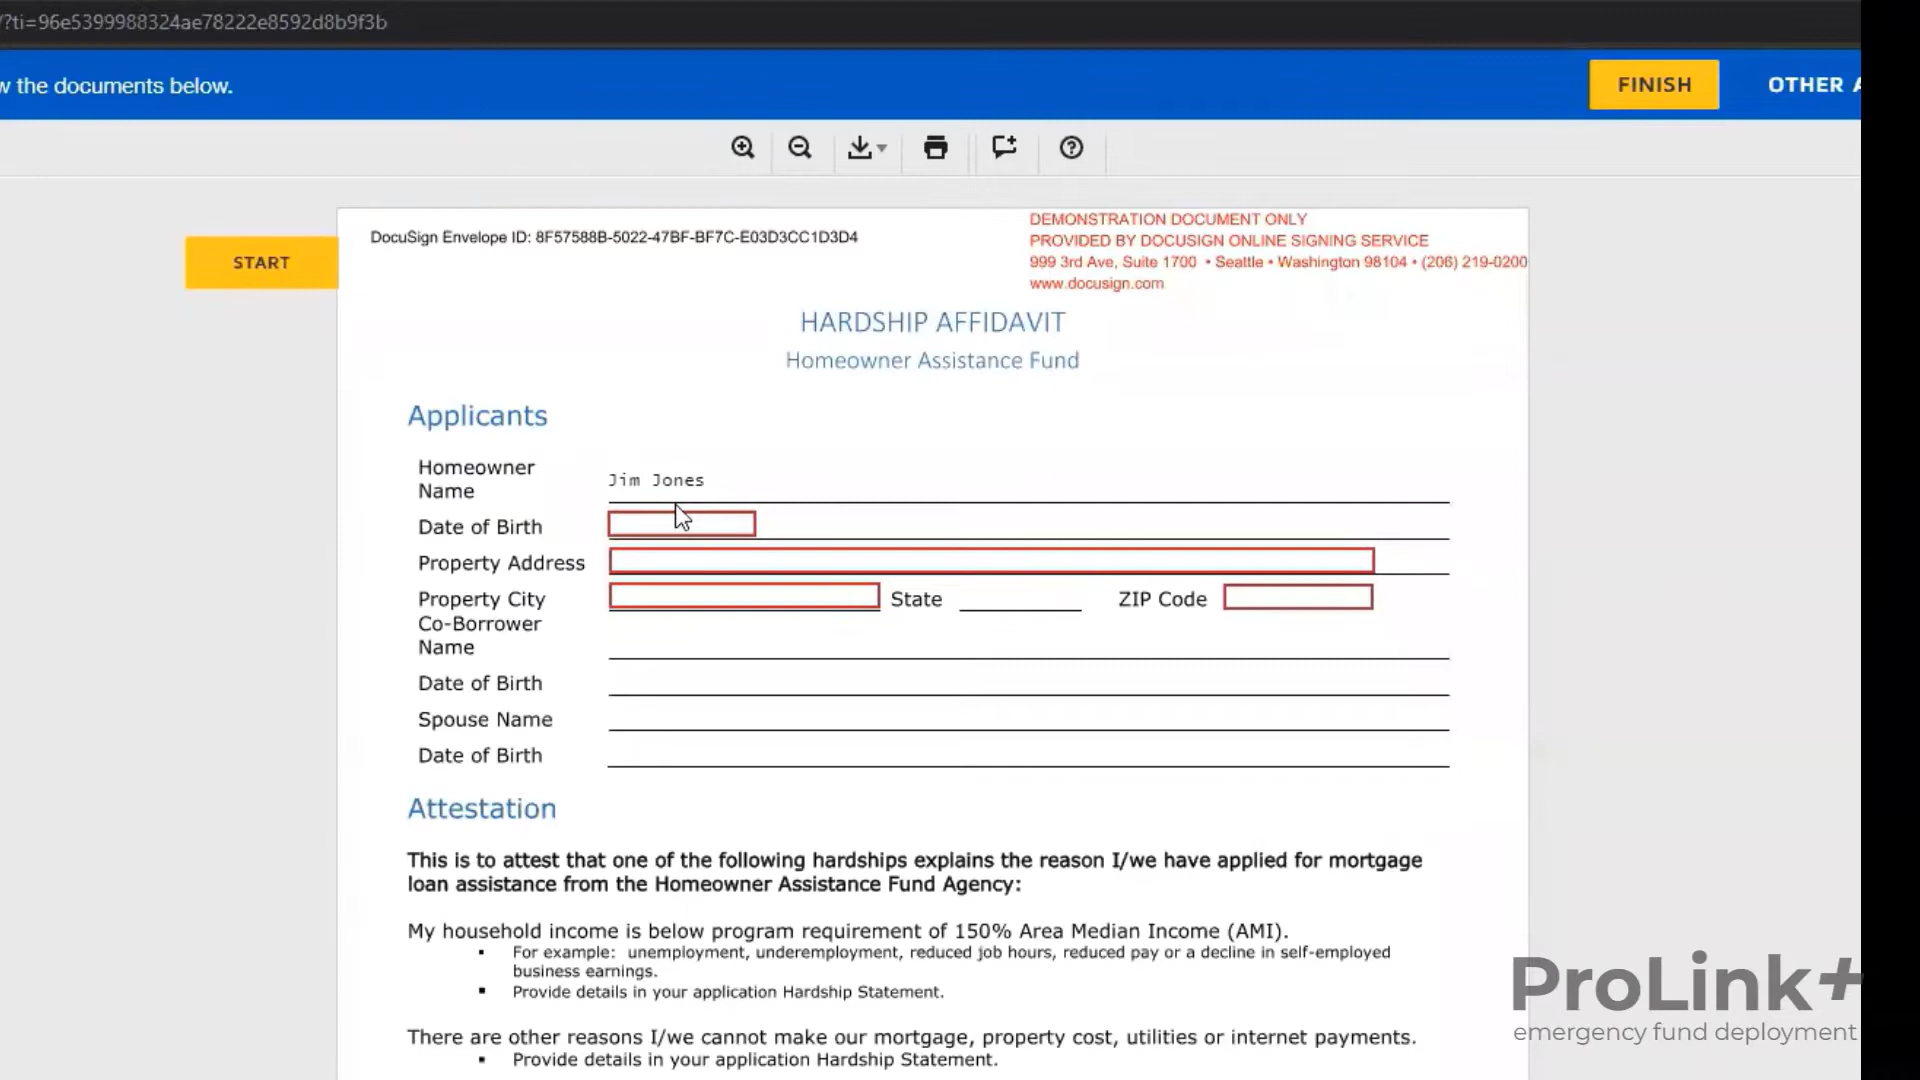 /?ti=96e5399988324ae78222e8592d8b9f3b
w the documents below.
FINISH
OTHER A
START
DocuSign Envelope ID: 8F57588B-5022-47BF-BF7C-E03D3CC1D3D4
DEMONSTRATION DOCUMENT ONLY
PROVIDED BY DOCUSIGN ONLINE SIGNING SERVICE
999 3rd Ave, Suite 1700 • Seattle • Washington 98104 • (206) 219-0200
www.docusign.com
HARDSHIP AFFIDAVIT
Homeowner Assistance Fund
Applicants
Homeowner
Name
Jim Jones
Date of Birth
Property Address
Property City
State
ZIP Code
Co-Borrower
Name
Date of Birth
Spouse Name
Date of Birth
Attestation
This is to attest that one of the following hardships explains the reason I/we have applied for mortgage
loan assistance from the Homeowner Assistance Fund Agency:
My household income is below program requirement of 150% Area Median Income (AMI).
▪ For example: unemployment, underemployment, reduced job hours, reduced pay or a decline in self-employed
business earnings.
▪ Provide details in your application Hardship Statement.
There are other reasons I/we cannot make our mortgage, property cost, utilities or internet payments.
▪ Provide details in your application Hardship Statement.
ProLink+
emergency fund deployment